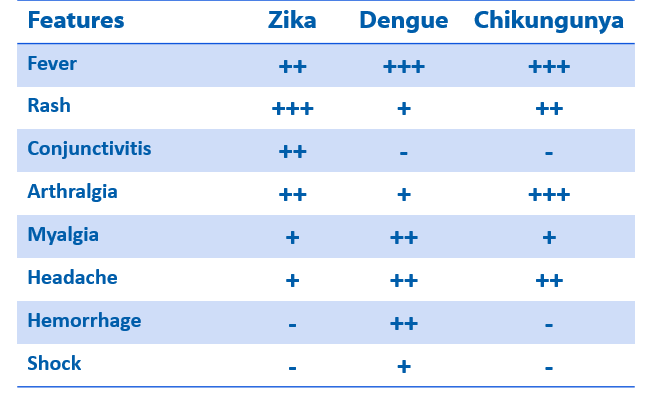 Features Zika Dengue Chikungunya
Fever ++ +++ +++
Rash +++ + ++
Conjunctivitis ++ - -
Arthralgia ++ + +++
Myalgia + ++ +
Headache + ++ ++
Hemorrhage - ++ -
Shock - + -